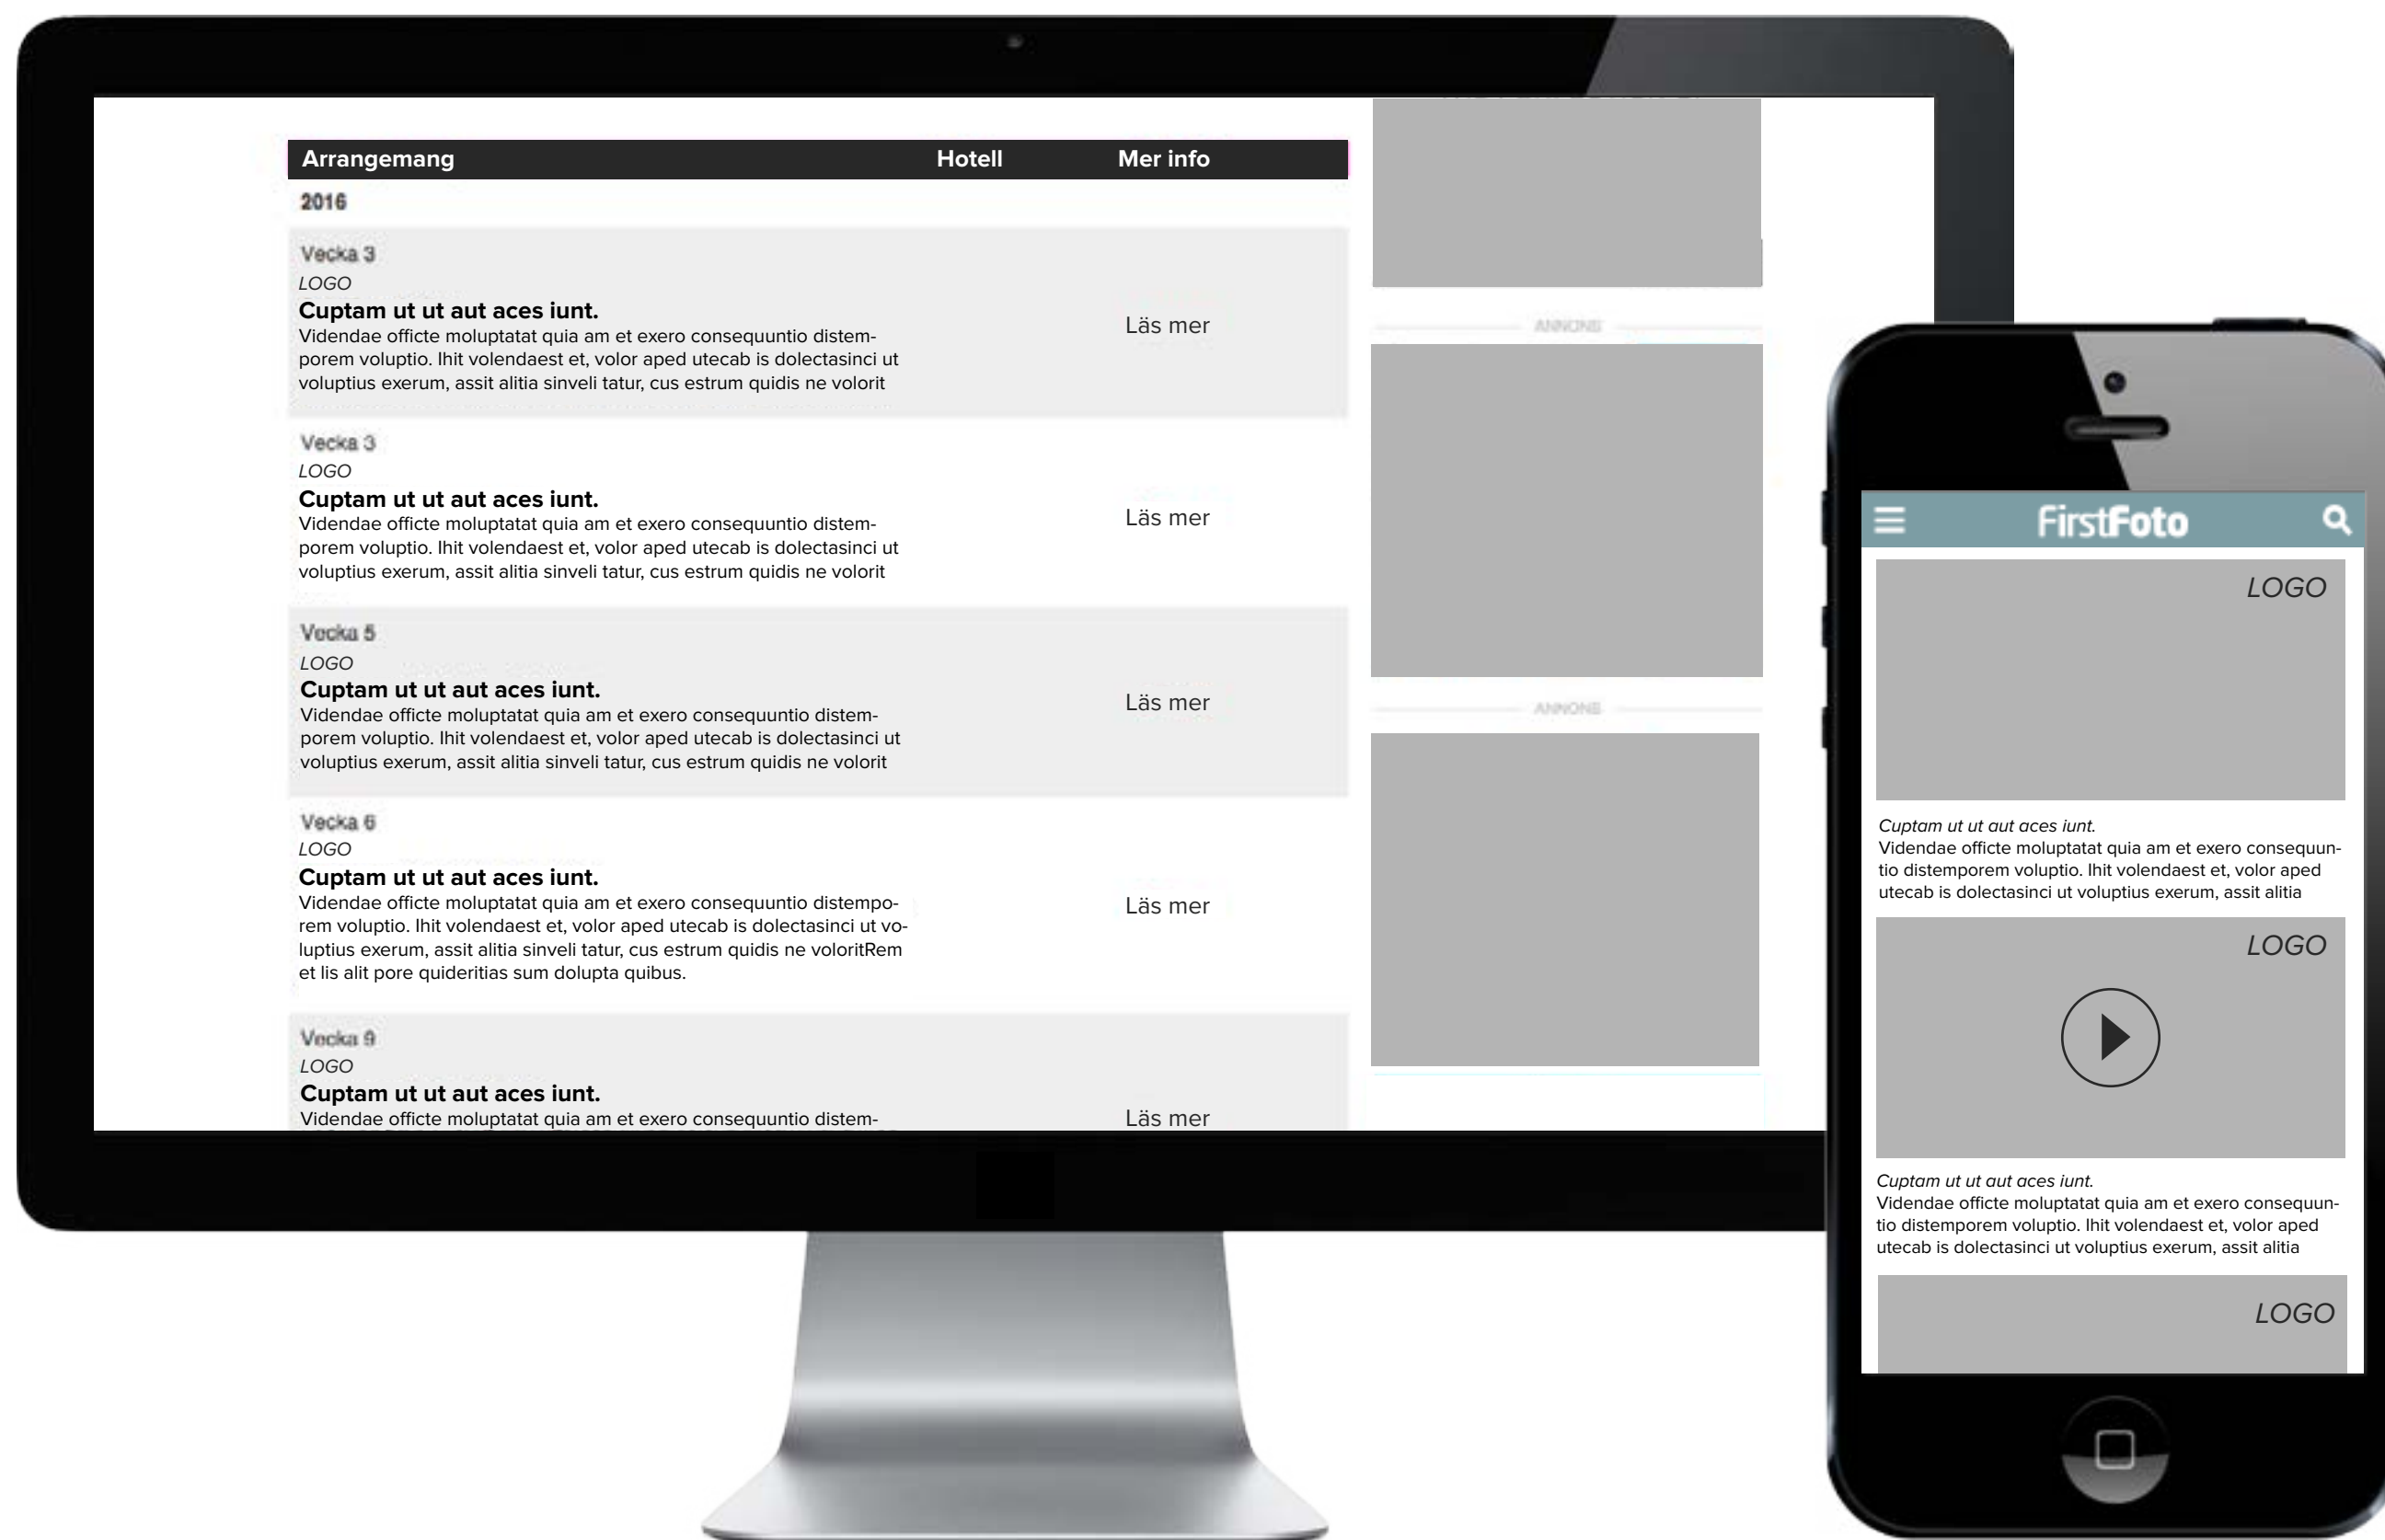 Arrangemang Hotell Mer info
2016
Vecka 3
LOGO
Cuptam ut ut aut aces iunt.
Videndae officte moluptatat quia am et exero consequuntio distem-
porem voluptio. Ihit volendaest et, volor aped utecab is dolectasinci ut
voluptius exerum, assit alitia sinveli tatur, cus estrum quidis ne volorit
Läs mer
Vecka 3
LOGO
Cuptam ut ut aut aces iunt.
Videndae officte moluptatat quia am et exero consequuntio distem-
porem voluptio. Ihit volendaest et, volor aped utecab is dolectasinci ut
voluptius exerum, assit alitia sinveli tatur, cus estrum quidis ne volorit
Läs mer
Vecka 5
LOGO
Cuptam ut ut aut aces iunt.
Videndae officte moluptatat quia am et exero consequuntio distem-
porem voluptio. Ihit volendaest et, volor aped utecab is dolectasinci ut
voluptius exerum, assit alitia sinveli tatur, cus estrum quidis ne volorit
Läs mer
Vecka 6
LOGO
Cuptam ut ut aut aces iunt.
Videndae officte moluptatat quia am et exero consequuntio distempo-
rem voluptio. Ihit volendaest et, volor aped utecab is dolectasinci ut vo-
luptius exerum, assit alitia sinveli tatur, cus estrum quidis ne voloritRem
et lis alit pore quideritias sum dolupta quibus.
Läs mer
Vecka 9
LOGO
Cuptam ut ut aut aces iunt.
Videndae officte moluptatat quia am et exero consequuntio distem-
Läs mer
ANNONS
ANNONS
FirstFoto
LOGO
Cuptam ut ut aut aces iunt.
Videndae officte moluptatat quia am et exero consequun-
tio distemporem voluptio. Ihit volendaest et, volor aped
utecab is dolectasinci ut voluptius exerum, assit alitia
LOGO
Cuptam ut ut aut aces iunt.
Videndae officte moluptatat quia am et exero consequun-
tio distemporem voluptio. Ihit volendaest et, volor aped
utecab is dolectasinci ut voluptius exerum, assit alitia
LOGO